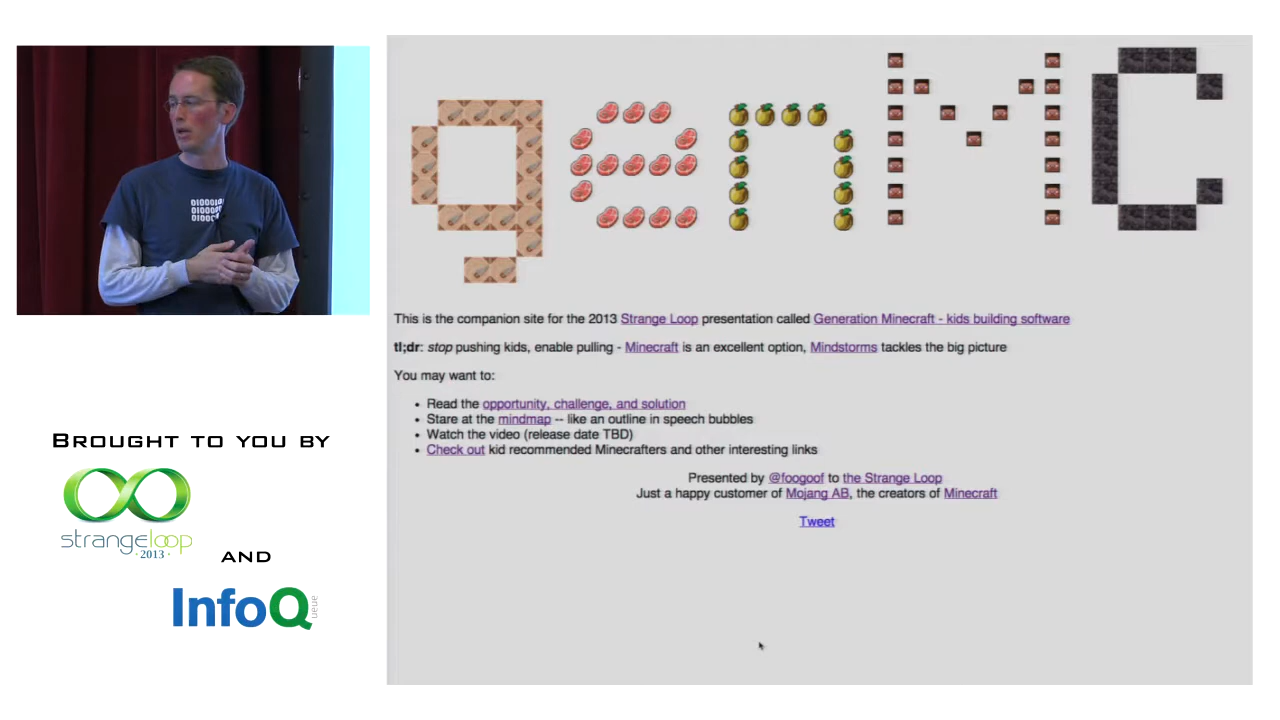 genMC
This is the companion site for the 2013 Strange Loop presentation called Generation Minecraft - kids building software
tl;dr: stop pushing kids, enable pulling - Minecraft is an excellent option, Mindstorms tackles the big picture
You may want to:
• Read the opportunity, challenge, and solution
• Stare at the mindmap -- like an outline in speech bubbles
• Watch the video (release date TBD)
• Check out kid recommended Minecrafters and other interesting links
Presented by @foogoof to the Strange Loop
Just a happy customer of Mojang AB, the creators of Minecraft
Tweet
BROUGHT TO YOU BY
strangeloop
·2013·
AND
InfoQ